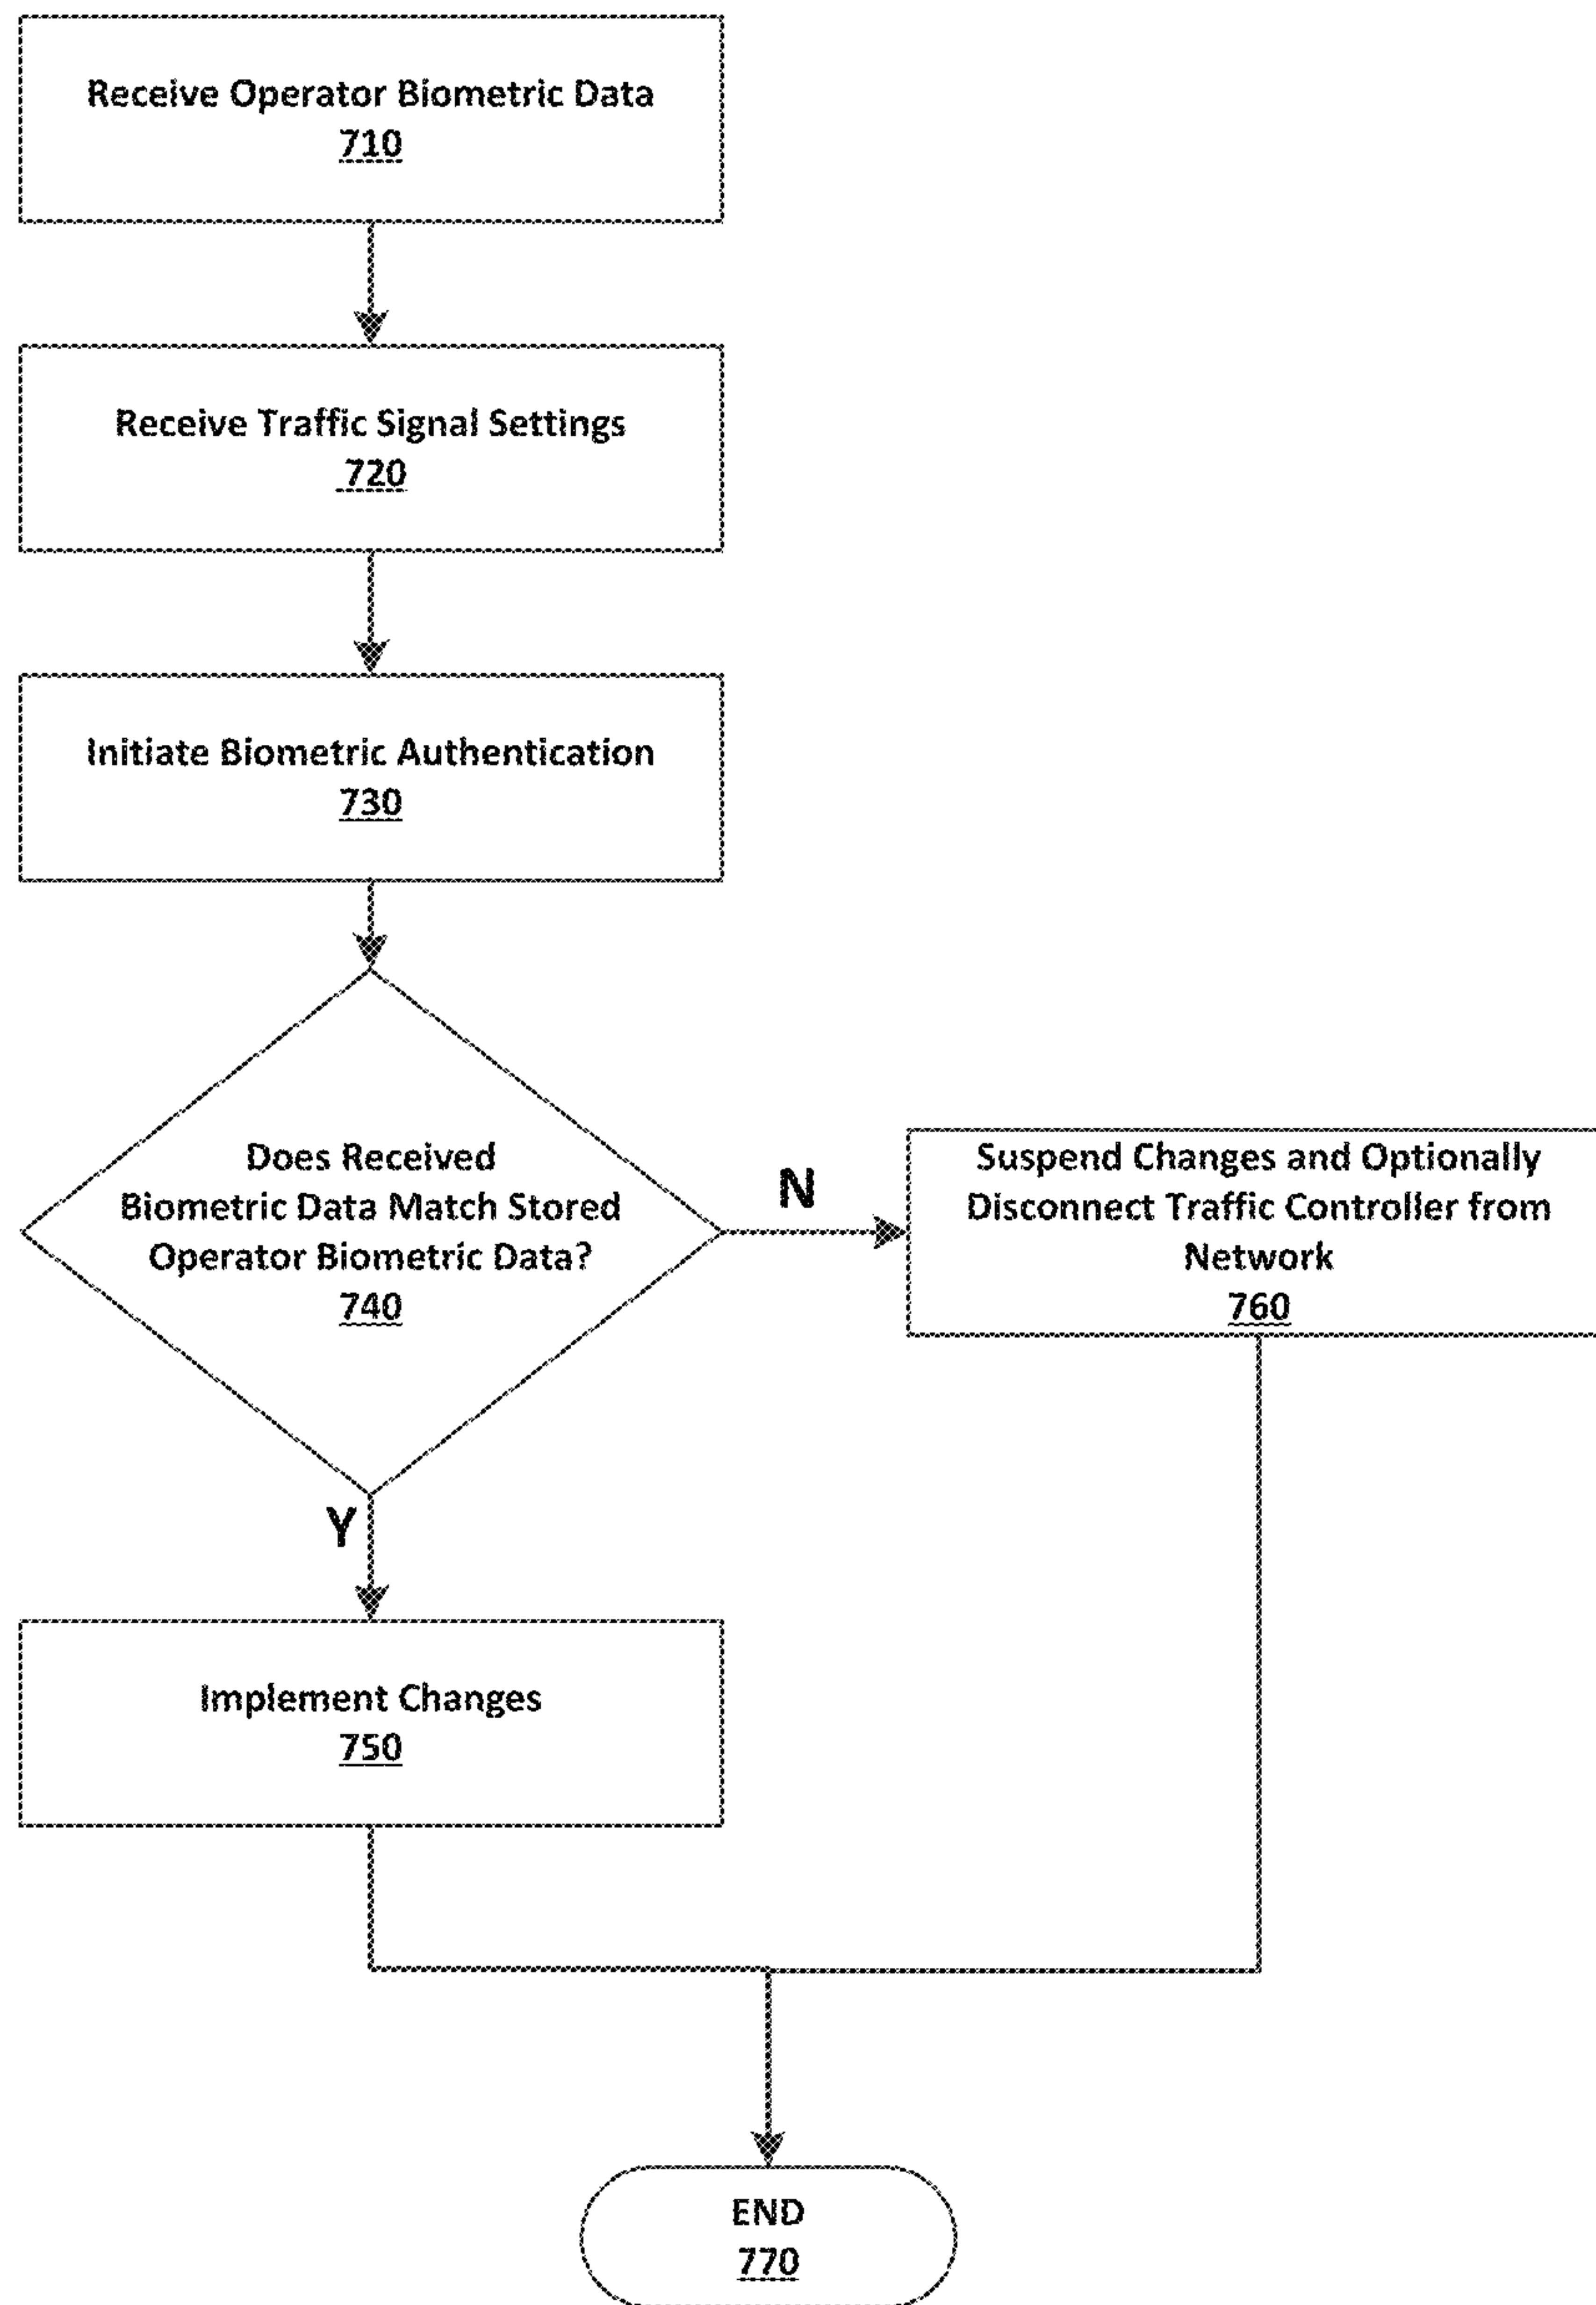 Receive Operator Biometric Data
710
Receive Traffic Signal Settings
720
Initiate Biometric Authentication
730
Does Received
Biometric Data Match Stored
Operator Biometric Data?
740
N
Suspend Changes and Optionally
Disconnect Traffic Controller from
Network
760
Y
Implement Changes
750
END
770